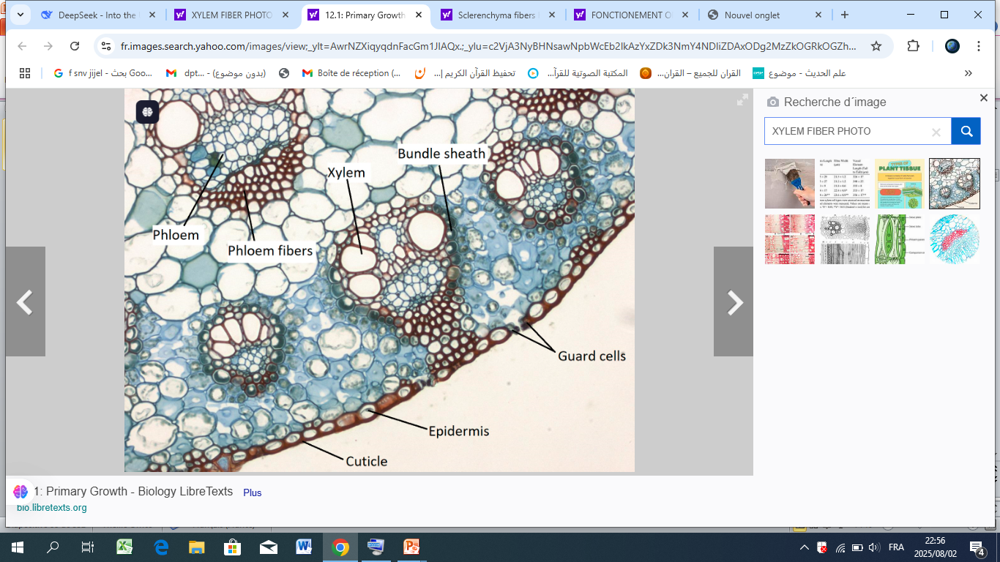 DeepSeek - Into the
XYLEM FIBER PHOTO
12.1: Primary Growth
Sclerenchyma fibers
FONCTIONEMENT O
Nouvel onglet
fr.images.search.yahoo.com/images/view;_ylt=AwrNZXiqyqdnFacGm1JlAQx.;_ylu=c2VjA3NyBHNsawNpbWcEb2lkAzYxZDk3NmY4NDliZDAxODg2MzZkOGRkOGZh...
f snv jijel - بحث Goo...
dpt... - (بدون موضوع)
Boîte de réception (...
تحفيظ القرآن الكريم |...
المكتبة الصوتية للقرآ...
القران للجميع – القران...
علم الحديث - موضوع
Recherche d´image
XYLEM FIBER PHOTO
PLANT TISSUE
Bundle sheath
Xylem
Phloem
Phloem fibers
Guard cells
Epidermis
Cuticle
1: Primary Growth - Biology LibreTexts Plus
bio.libretexts.org
FRA
22:56
2025/08/02
4